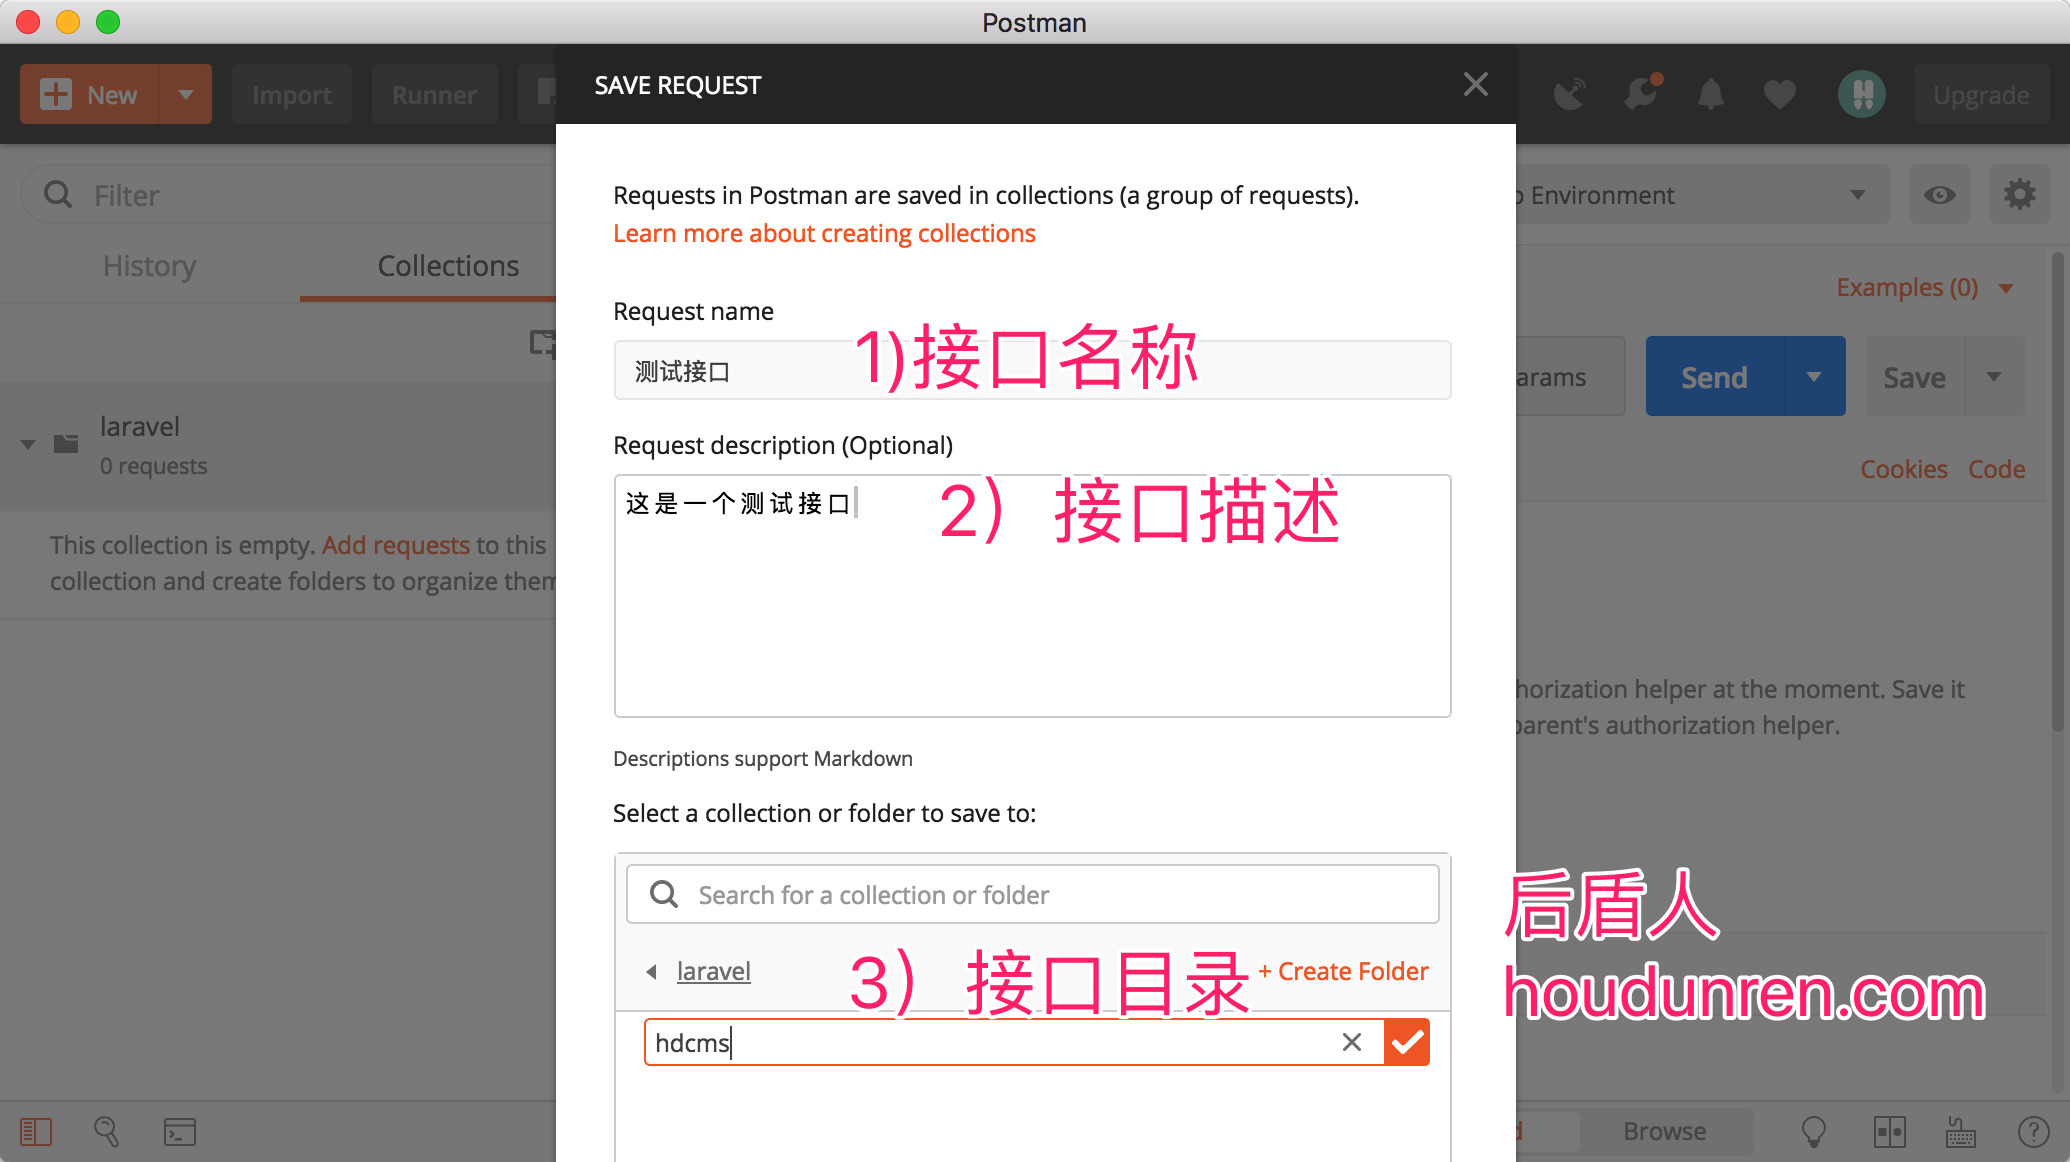 Postman
New
Import
Runner
SAVE REQUEST
Upgrade
Filter
Environment
History
Collections
Requests in Postman are saved in collections (a group of requests).
Learn more about creating collections
Examples (0)
Request name
测试接口
1)接口名称
Send
Save
laravel
0 requests
Request description (Optional)
Cookies Code
这是一个测试接口
2）接口描述
This collection is empty. Add requests to this
collection and create folders to organize them
at the moment. Save it
parent's authorization helper.
helper
Descriptions support Markdown
Select a collection or folder to save to:
Search for a collection or folder
后盾人
laravel
3）接口目录
+ Create Folder
houdunren.com
hdcms
Browse